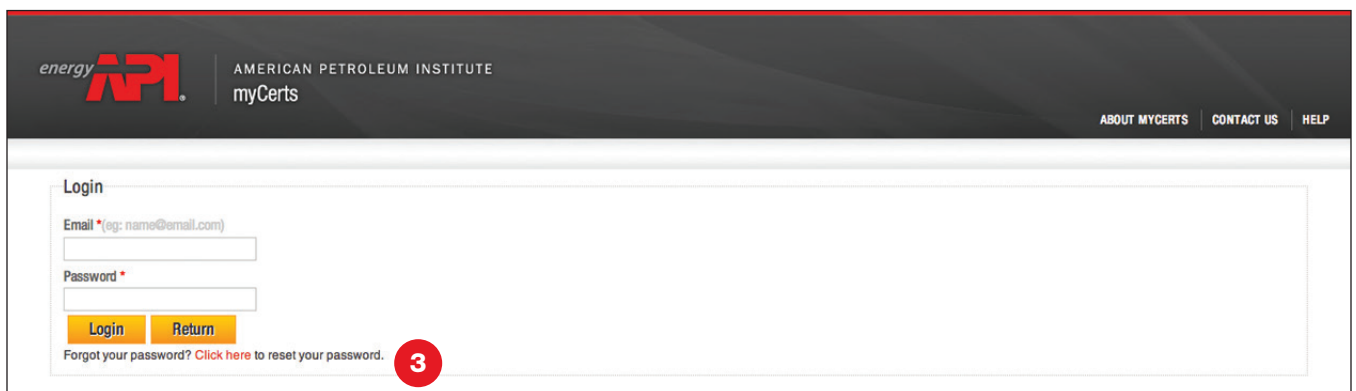 energy API®
AMERICAN PETROLEUM INSTITUTE
myCerts
ABOUT MYCERTS CONTACT US HELP
Login
Email *(eg: name@email.com)
Password *
Login Return
Forgot your password? Click here to reset your password.
3